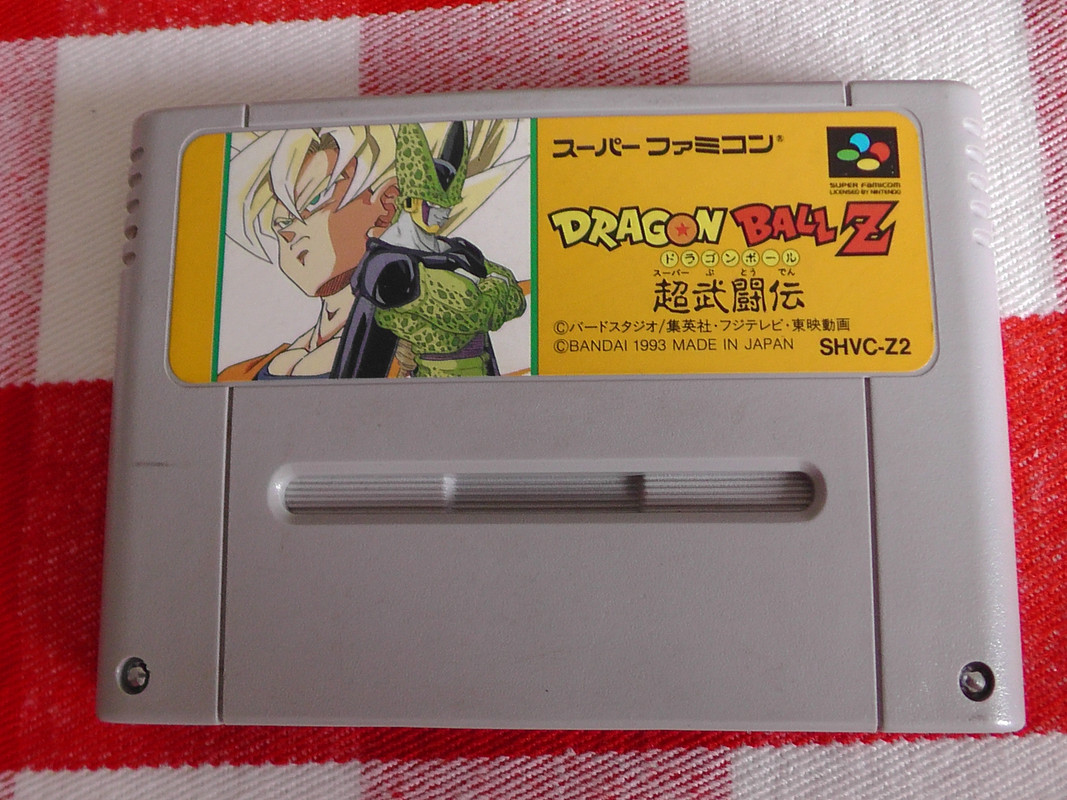 スーパー ファミコン®
SUPER FAMICOM
LICENSED BY NINTENDO
DRAGON BALL Z
ドラゴンボール
スーパー ぶ とう でん
超武闘伝
©バードスタジオ/集英社・フジテレビ・東映動画
©BANDAI 1993 MADE IN JAPAN SHVC-Z2